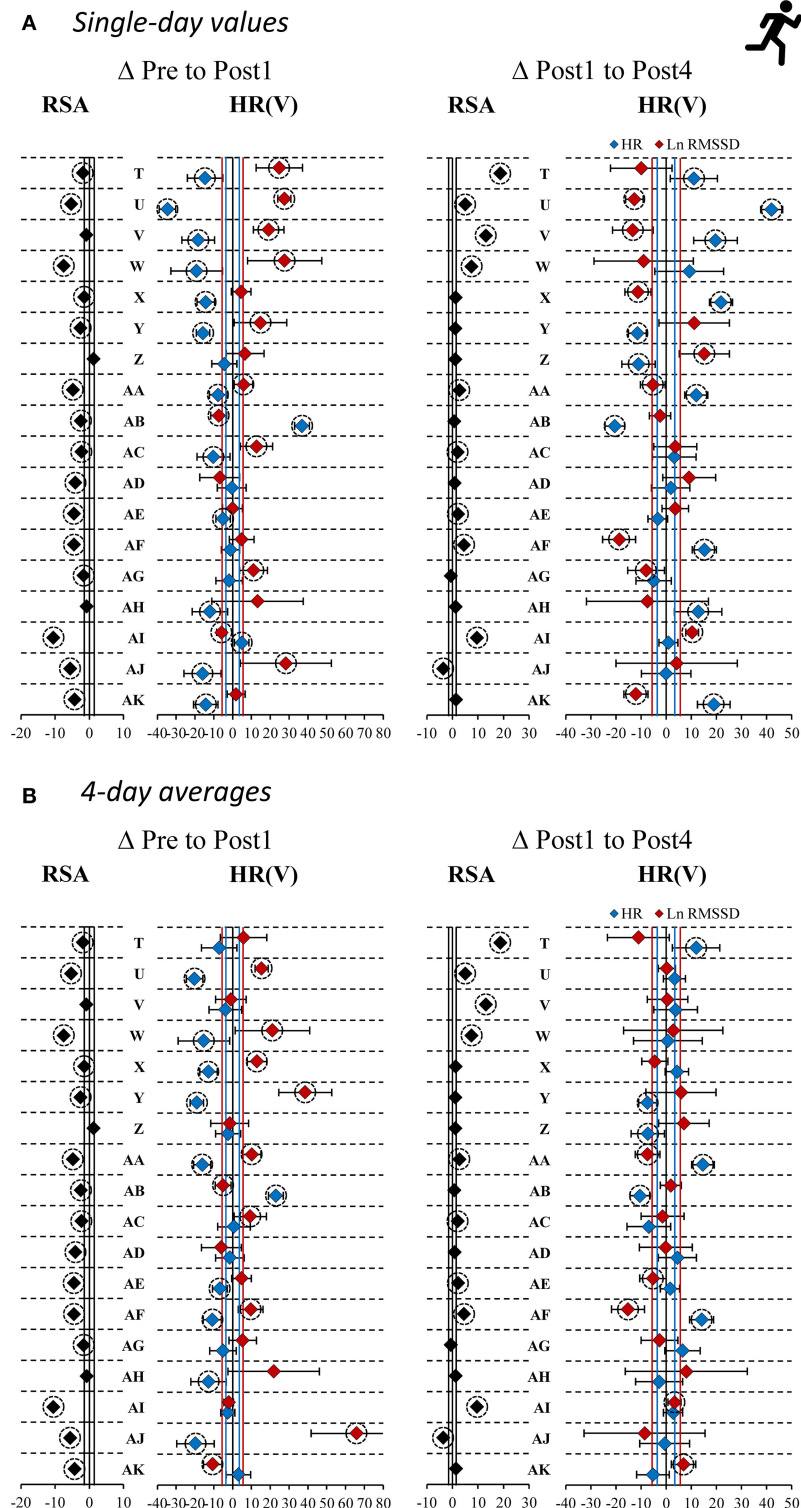 A Single-day values
Δ Pre to Post1 Δ Post1 to Post4
RSA HR(V) RSA HR(V)
HR Ln RMSSD
T
U
V
W
X
Y
Z
AA
AB
AC
AD
AE
AF
AG
AH
AI
AJ
AK
-20 -10 0 10 -40 -30 -20 -10 0 10 20 30 40 50 60 70 80 -10 0 10 20 30 -40 -30 -20 -10 0 10 20 30 40 50
B 4-day averages
Δ Pre to Post1 Δ Post1 to Post4
RSA HR(V) RSA HR(V)
HR Ln RMSSD
T
U
V
W
X
Y
Z
AA
AB
AC
AD
AE
AF
AG
AH
AI
AJ
AK
-20 -10 0 10 -40 -30 -20 -10 0 10 20 30 40 50 60 70 80 -10 0 10 20 30 -40 -30 -20 -10 0 10 20 30 40 50